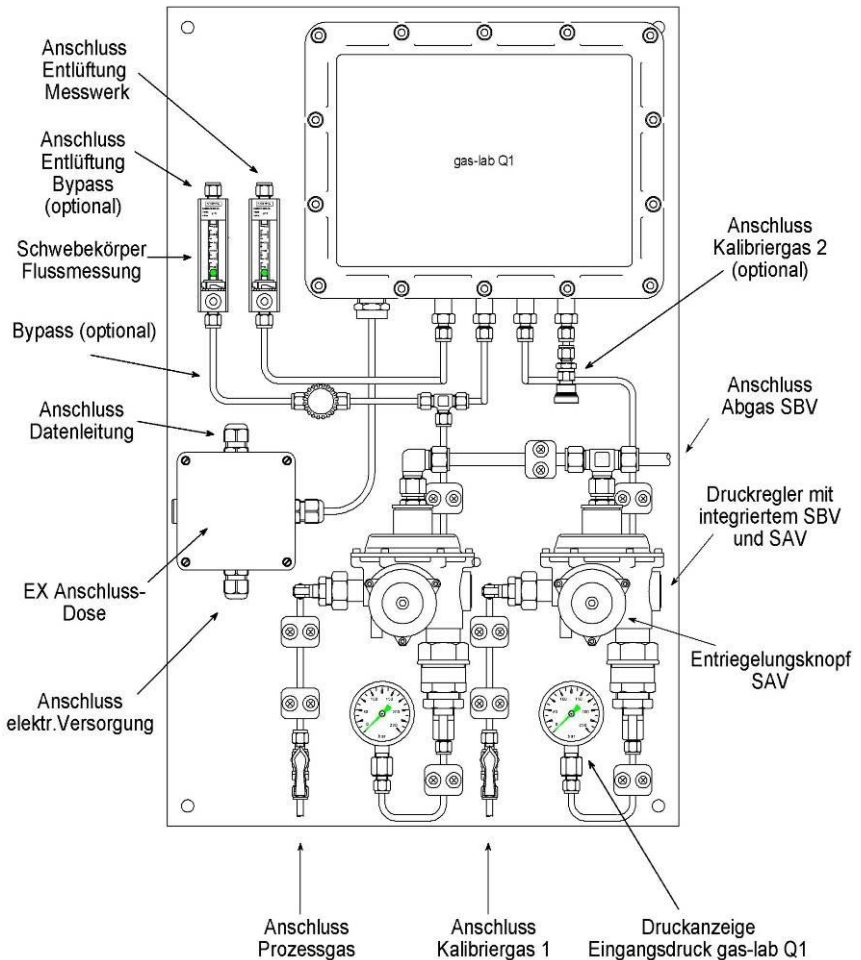 Anschluss
Entlüftung
Messwerk
Anschluss
Entlüftung
Bypass
(optional)
Schwebekörper
Flussmessung
Bypass (optional)
Anschluss
Datenleitung
EX Anschluss-
Dose
Anschluss
elektr.Versorgung
gas-lab Q1
Anschluss
Kalibriergas 2
(optional)
Anschluss
Abgas SBV
Druckregler mit
integriertem SBV
und SAV
Entriegelungsknopf
SAV
Anschluss
Prozessgas
Anschluss
Kalibriergas 1
Druckanzeige
Eingangsdruck gas-lab Q1